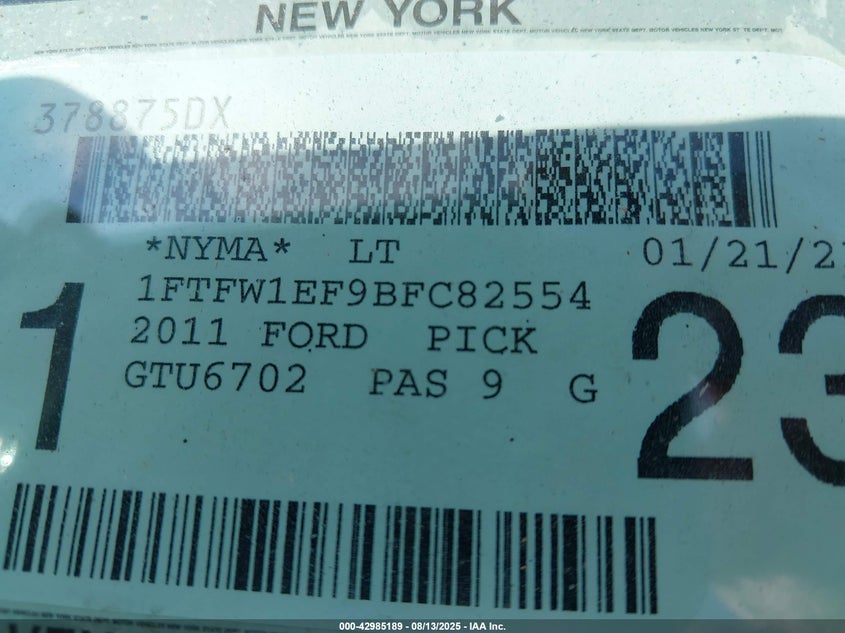 NEW YORK
378875DX
*NYMA* LT 01/21/2
1FTFW1EF9BFC82554
2011 FORD PICK
GTU6702 PAS 9 G
1 23
000-42985189 - 08/13/2025 - IAA Inc.